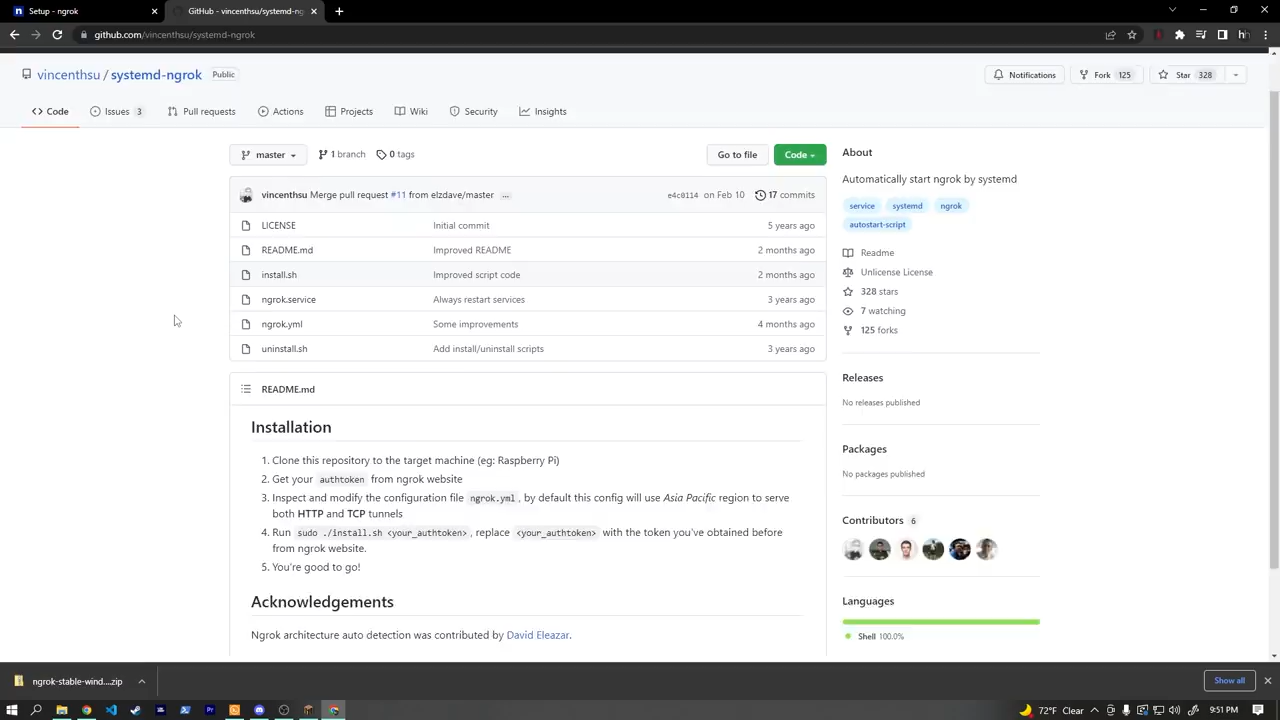 Setup - ngrok
GitHub - vincenthsu/systemd-ng
github.com/vincenthsu/systemd-ngrok
vincenthsu / systemd-ngrok Public
Notifications
Fork 125
Star 328
Code
Issues 3
Pull requests
Actions
Projects
Wiki
Security
Insights
master
1 branch
0 tags
Go to file
Code
vincenthsu Merge pull request #11 from elzdave/master ... e4c0114 on Feb 10 17 commits
LICENSE Initial commit 5 years ago
README.md Improved README 2 months ago
install.sh Improved script code 2 months ago
ngrok.service Always restart services 3 years ago
ngrok.yml Some improvements 4 months ago
uninstall.sh Add install/uninstall scripts 3 years ago
README.md
Installation
1. Clone this repository to the target machine (eg: Raspberry Pi)
2. Get your authtoken from ngrok website
3. Inspect and modify the configuration file ngrok.yml, by default this config will use Asia Pacific region to serve
both HTTP and TCP tunnels
4. Run sudo ./install.sh <your_authtoken>, replace <your_authtoken> with the token you've obtained before
from ngrok website.
5. You're good to go!
Acknowledgements
Ngrok architecture auto detection was contributed by David Eleazar.
About
Automatically start ngrok by systemd
service systemd ngrok
autostart-script
Readme
Unlicense License
328 stars
7 watching
125 forks
Releases
No releases published
Packages
No packages published
Contributors 6
Languages
Shell 100.0%
ngrok-stable-wind....zip
Show all
72°F Clear
9:51 PM